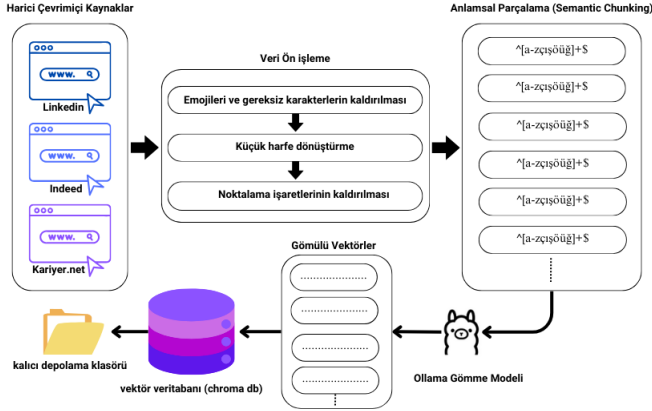 Harici Çevrimiçi Kaynaklar
www.
Linkedin
www.
Indeed
www.
Kariyer.net
Veri Ön işleme
Emojileri ve gereksiz karakterlerin kaldırılması
Küçük harfe dönüştürme
Noktalama işaretlerinin kaldırılması
Anlamsal Parçalama (Semantic Chunking)
^[a-zçışöüğ]+$
^[a-zçışöüğ]+$
^[a-zçışöüğ]+$
^[a-zçışöüğ]+$
^[a-zçışöüğ]+$
^[a-zçışöüğ]+$
Ollama Gömme Modeli
Gömülü Vektörler
vektör veritabanı (chroma db)
kalıcı depolama klasörü